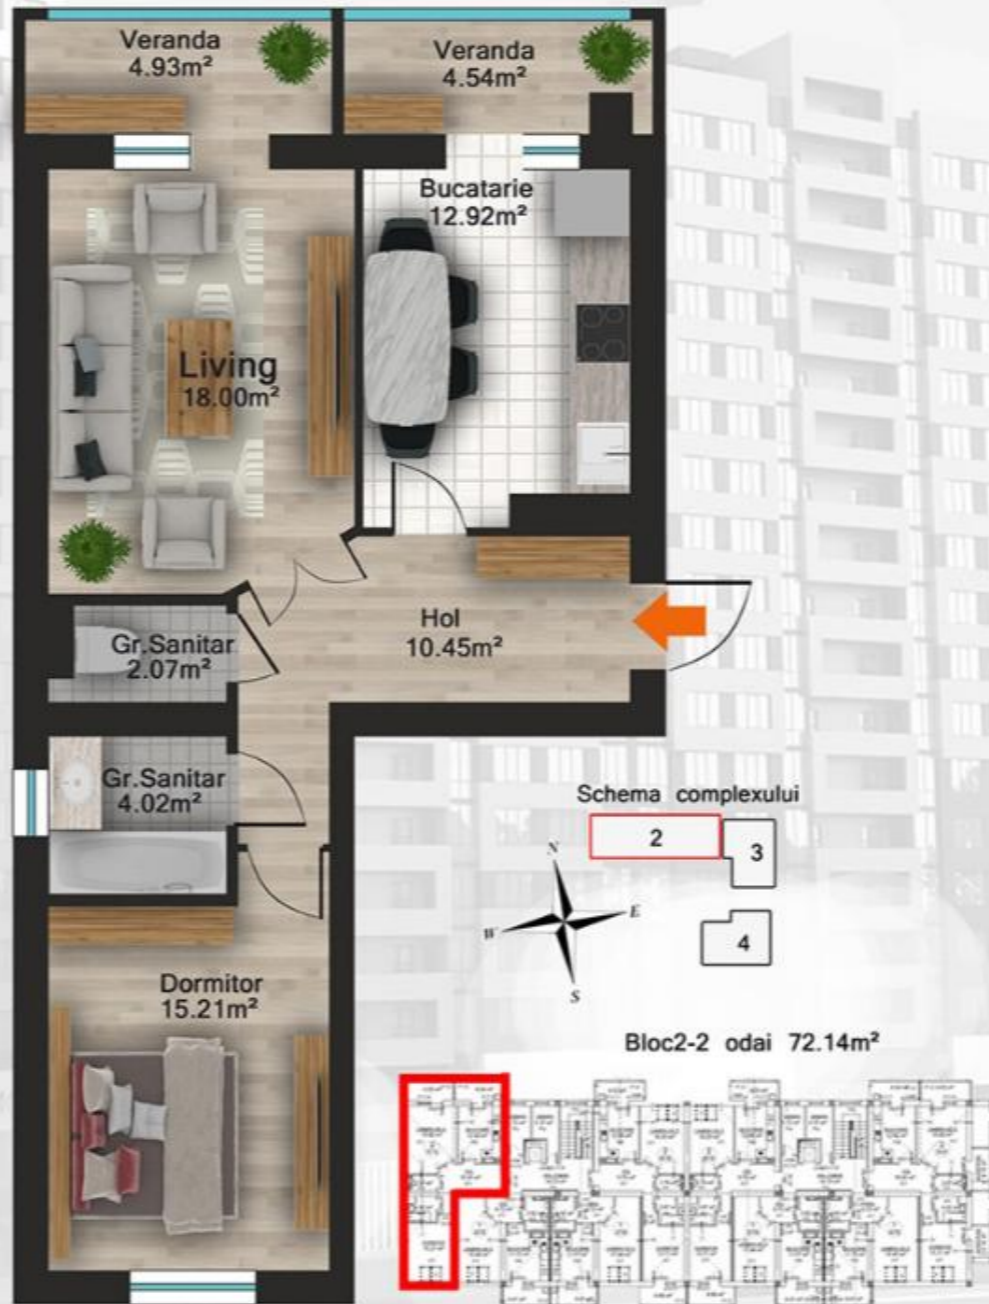 Veranda
4.93m²
Veranda
4.54m²
Bucatarie
12.92m²
Living
18.00m²
Hol
10.45m²
Gr.Sanitar
2.07m²
Gr.Sanitar
4.02m²
Schema complexului
2
3
4
N
E
W
S
Dormitor
15.21m²
Bloc2-2 odai 72.14m²